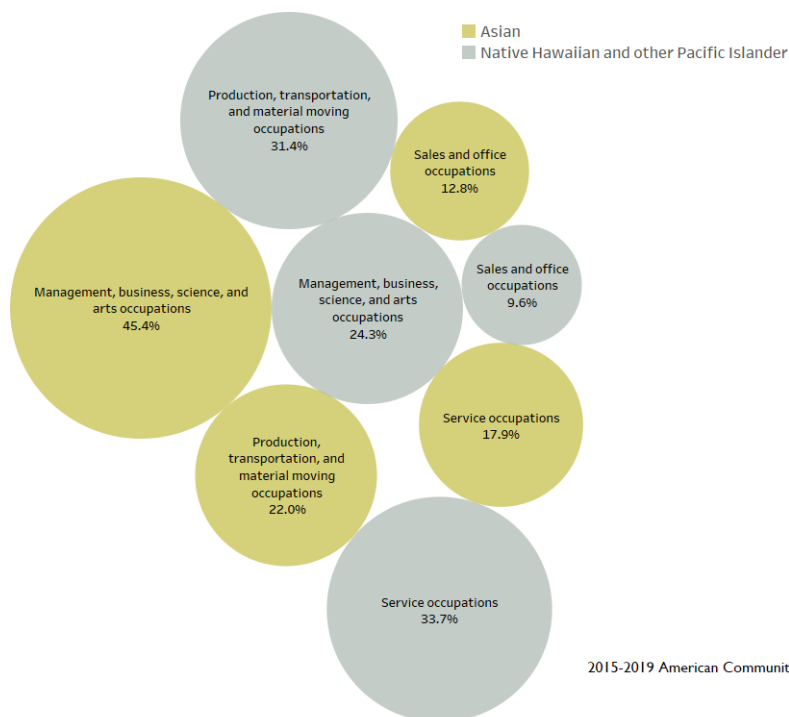 Asian
Native Hawaiian and other Pacific Islander
Production, transportation,
and material moving
occupations
31.4%
Sales and office
occupations
12.8%
Management, business, science, and
arts occupations
45.4%
Management, business,
science, and arts
occupations
24.3%
Sales and office
occupations
9.6%
Service occupations
17.9%
Production,
transportation, and
material moving
occupations
22.0%
Service occupations
33.7%
2015-2019 American Communit